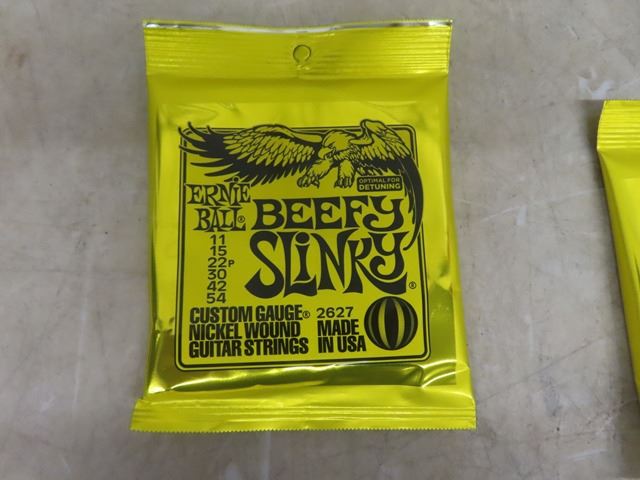 OPTIMAL FOR
DETUNING
ERNIE
BALL®
BEEFY
SLINKY®
11
15
22P
30
42
54
CUSTOM GAUGE®
NICKEL WOUND
GUITAR STRINGS
2627
MADE
IN USA